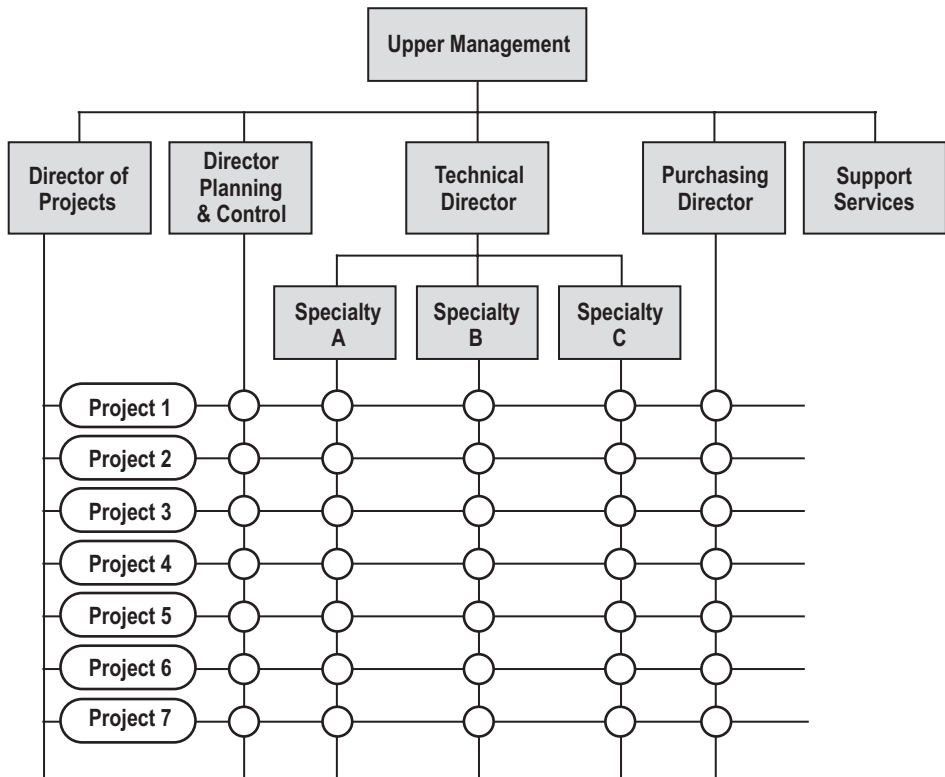 Upper Management
Director of
Projects
Director
Planning
& Control
Technical
Director
Purchasing
Director
Support
Services
Specialty
A
Specialty
B
Specialty
C
Project 1
Project 2
Project 3
Project 4
Project 5
Project 6
Project 7